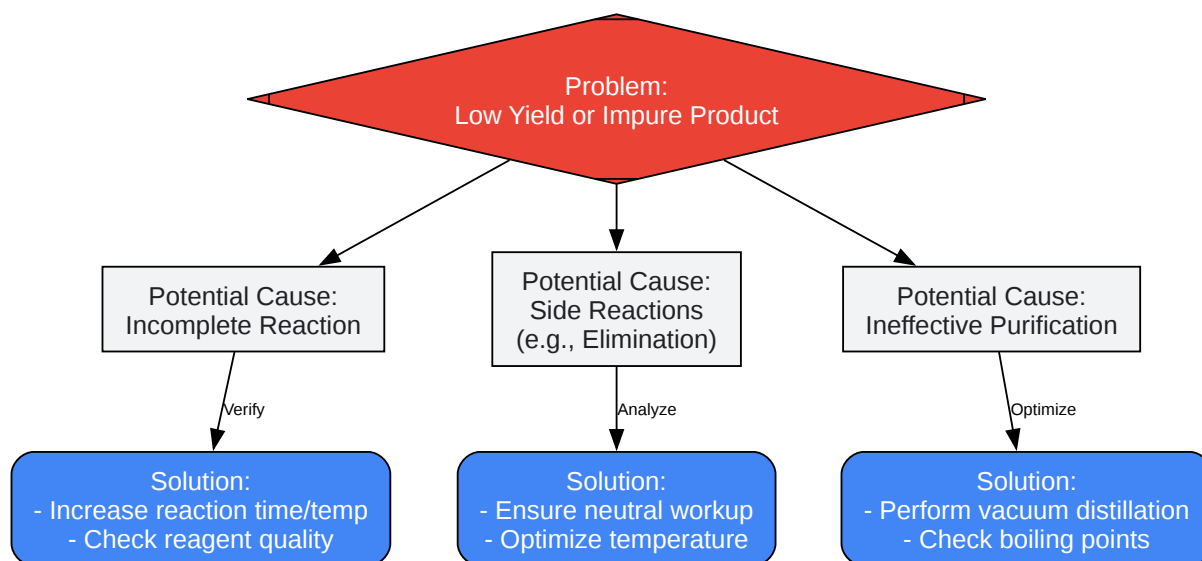 Problem:
Low Yield or Impure Product
Potential Cause:
Incomplete Reaction
Potential Cause:
Side Reactions
(e.g., Elimination)
Potential Cause:
Ineffective Purification
Verify
Analyze
Optimize
Solution:
- Increase reaction time/temp
- Check reagent quality
Solution:
- Ensure neutral workup
- Optimize temperature
Solution:
- Perform vacuum distillation
- Check boiling points